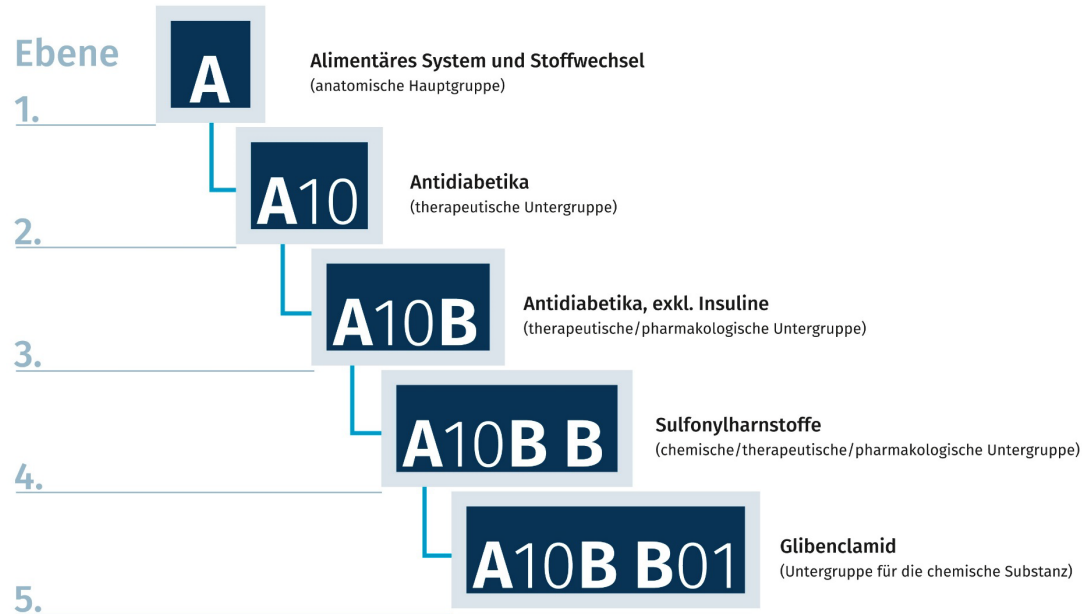 Ebene
1.
A
Alimentäres System und Stoffwechsel
(anatomische Hauptgruppe)
2.
A10
Antidiabetika
(therapeutische Untergruppe)
3.
A10B
Antidiabetika, exkl. Insuline
(therapeutische/pharmakologische Untergruppe)
4.
A10B B
Sulfonylharnstoffe
(chemische/therapeutische/pharmakologische Untergruppe)
5.
A10B B01
Glibenclamid
(Untergruppe für die chemische Substanz)